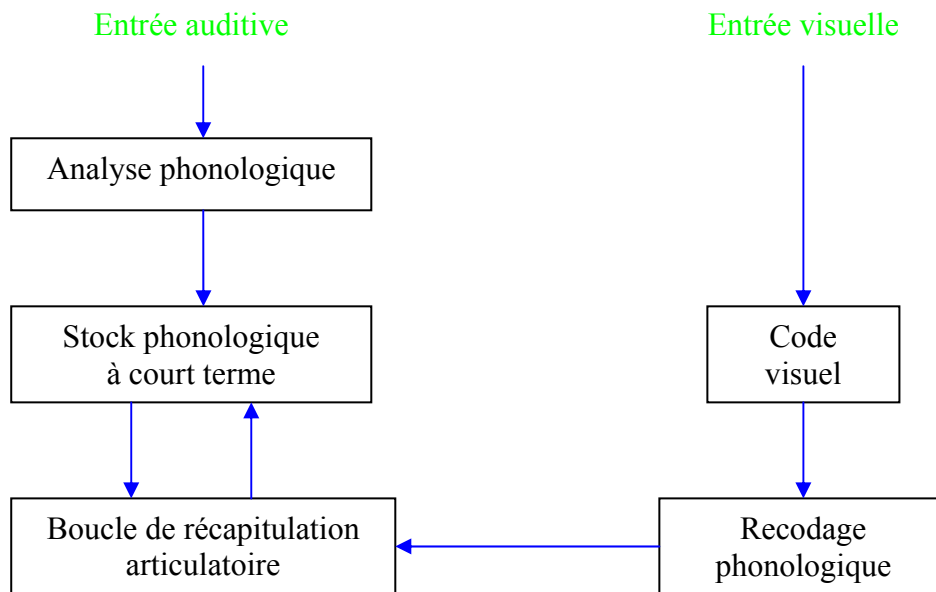 Entrée auditive
Entrée visuelle
Analyse phonologique
Stock phonologique
à court terme
Code
visuel
Boucle de récapitulation
articulatoire
Recodage
phonologique